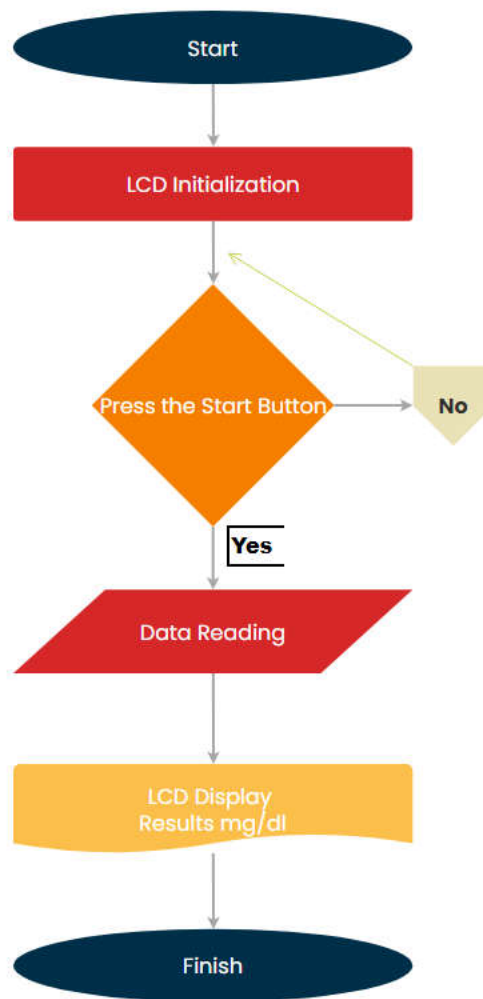 Start
LCD Initialization
Press the Start Button
No
Yes
Data Reading
LCD Display
Results mg/dl
Finish